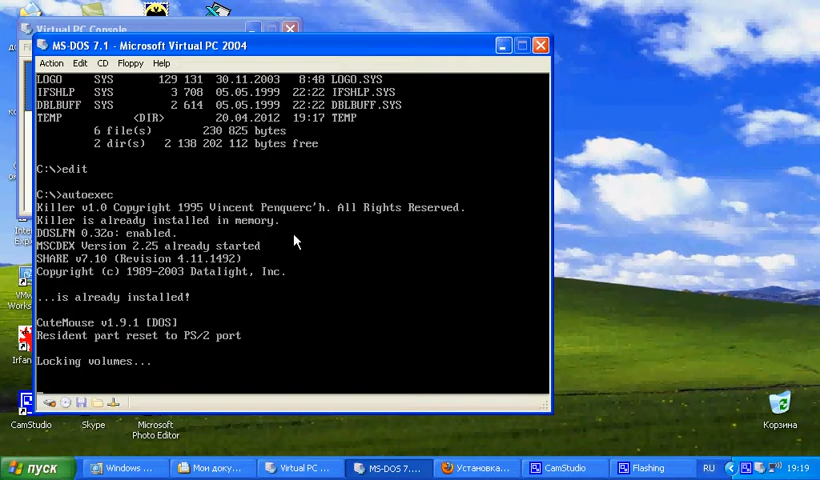 Virtual PC Console
MS-DOS 7.1 - Microsoft Virtual PC 2004
Action Edit CD Floppy Help
LOGO SYS 129 131 30.11.2003 8:48 LOGO.SYS
IFSHLP SYS 3 708 05.05.1999 22:22 IFSHLP.SYS
DBLBUFF SYS 2 614 05.05.1999 22:22 DBLBUFF.SYS
TEMP <DIR> 20.04.2012 19:17 TEMP
6 file(s) 230 825 bytes
2 dir(s) 2 138 202 112 bytes free
C:\>edit
C:\>autoexec
Killer v1.0 Copyright 1995 Vincent Penquerc'h. All Rights Reserved.
Killer is already installed in memory.
DOSLFN 0.32o: enabled.
MSCDEX Version 2.25 already started
SHARE v7.10 (Revision 4.11.1492)
Copyright (c) 1989-2003 Datalight, Inc.
...is already installed!
CuteMouse v1.9.1 [DOS]
Resident part reset to PS/2 port
Locking volumes...
CamStudio
Skype
Microsoft
Photo Editor
Корзина
пуск
Windows ...
Мои доку...
Virtual PC ...
MS-DOS 7....
Установка...
CamStudio
Flashing
RU
19:19